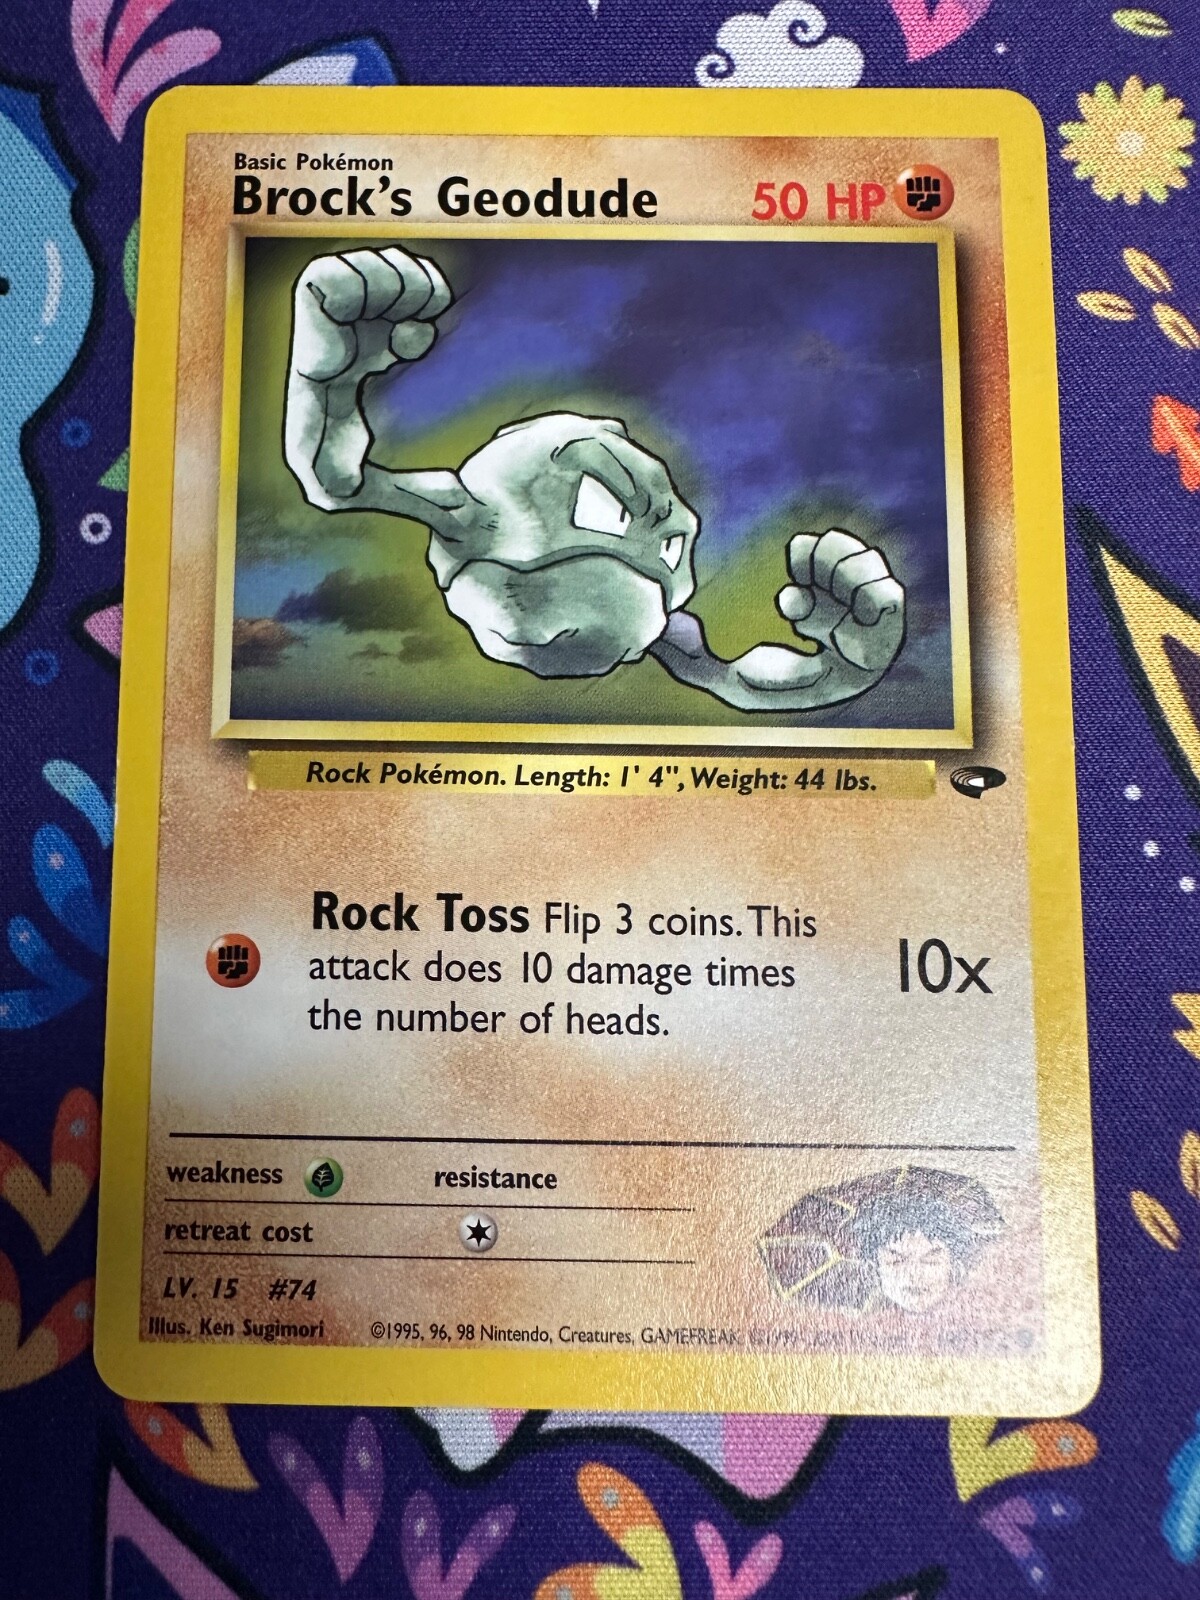 Basic Pokémon
Brock's Geodude 50 HP
Rock Pokémon. Length: 1' 4", Weight: 44 lbs.
Rock Toss Flip 3 coins. This
attack does 10 damage times
the number of heads.
10x
weakness resistance
retreat cost
LV. 15 #74
Illus. Ken Sugimori ©1995, 96, 98 Nintendo, Creatures, GAMEFREAK.